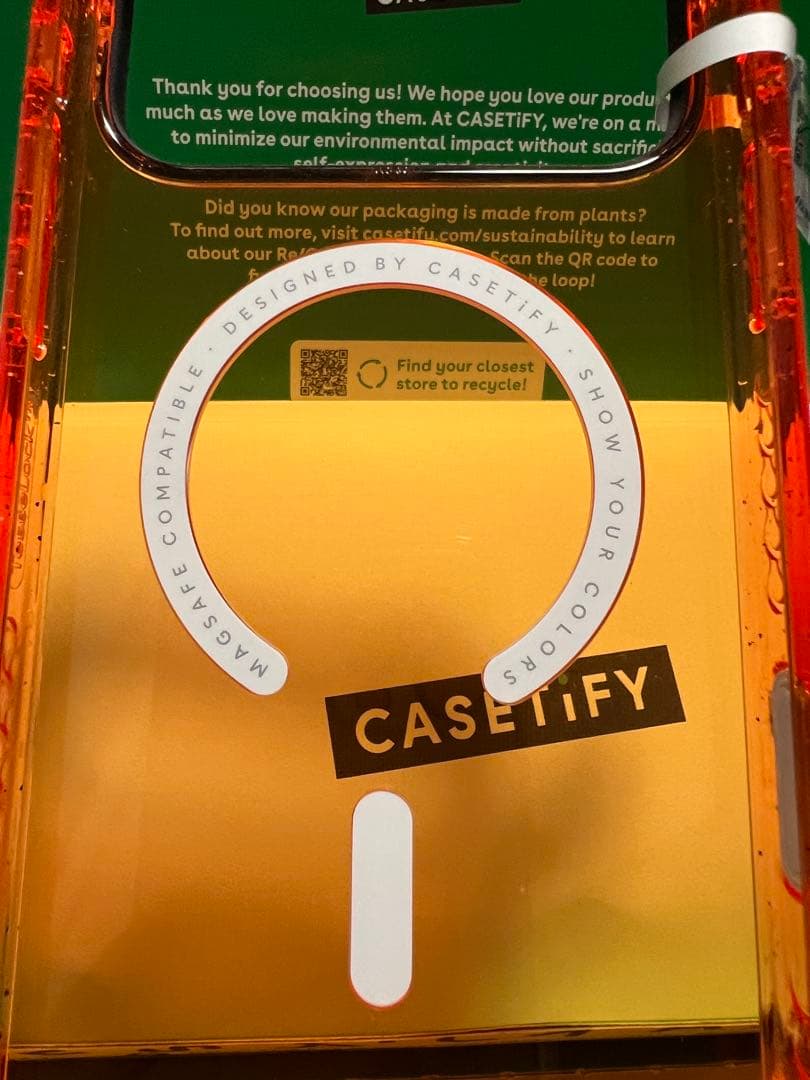 Thank you for choosing us! We hope you love our
much as we love making them. At CASETiFY, we're on a
to minimize our environmental impact without
Did you know our packaging is made from plants?
To find out more, visit casetify.com/sustainability to learn
about our Scan the QR code to
the loop!
MAGSAFE COMPATIBLE · DESIGNED BY CASETiFY · SHOW YOUR COLORS
Find your closest
store to recycle!
CASETiFY